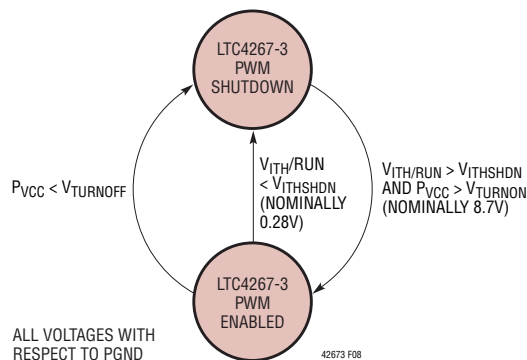 LTC4267-3
PWM
SHUTDOWN
PVCC < VTURNOFF
VITH/RUN
< VITHSHDN
(NOMINALLY
0.28V)
VITH/RUN > VITHSHDN
AND PVCC > VTURNON
(NOMINALLY 8.7V)
LTC4267-3
PWM
ENABLED
ALL VOLTAGES WITH
RESPECT TO PGND
42673 F08